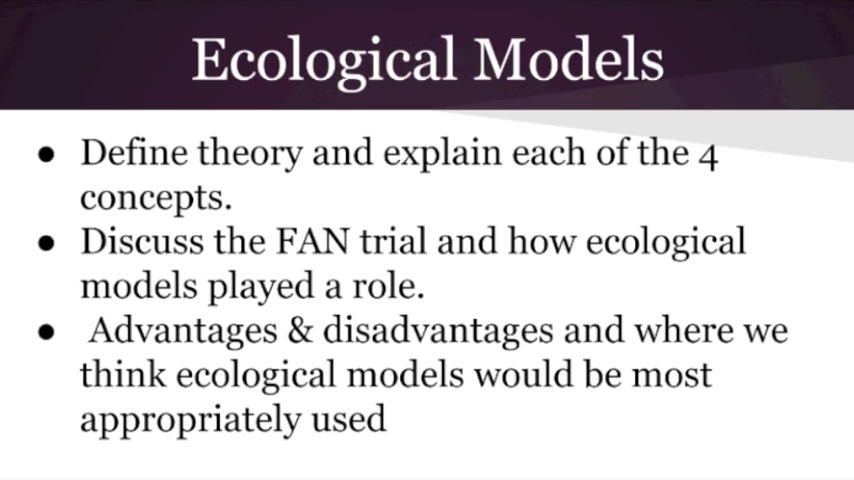 Ecological Models
● Define theory and explain each of the 4
concepts.
● Discuss the FAN trial and how ecological
models played a role.
● Advantages & disadvantages and where we
think ecological models would be most
appropriately used